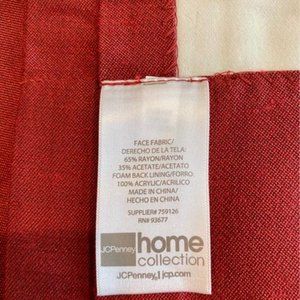 FACE FABRIC/
DERECHO DE LA TELA:
65% RAYON/RAYON
35% ACETATE/ACETATO
FOAM BACK LINING/FORRO:
100% ACRYLIC/ACRILICO
MADE IN CHINA/
HECHO EN CHINA
SUPPLIER# 759126
RN# 93677
JCPenney home
collection
JCPenney | jcp.com